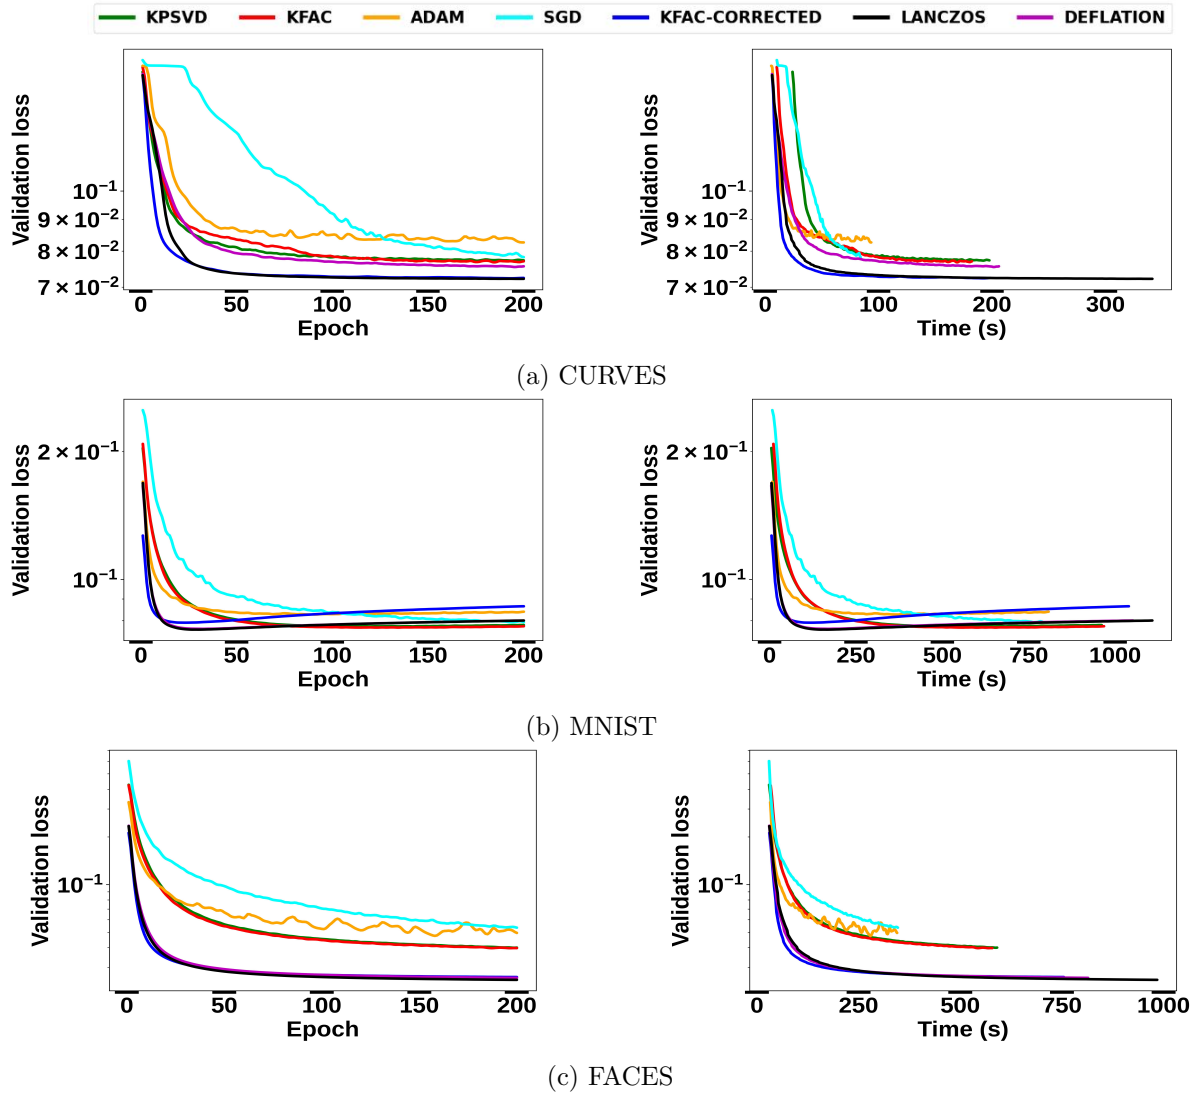 KPSVD KFAC ADAM SGD KFAC-CORRECTED LANCZOS DEFLATION
Validation loss
10⁻¹
9 × 10⁻²
8 × 10⁻²
7 × 10⁻²
0 50 100 150 200
Epoch
Validation loss
10⁻¹
9 × 10⁻²
8 × 10⁻²
7 × 10⁻²
0 100 200 300
Time (s)
(a) CURVES
Validation loss
2 × 10⁻¹
10⁻¹
0 50 100 150 200
Epoch
Validation loss
2 × 10⁻¹
10⁻¹
0 250 500 750 1000
Time (s)
(b) MNIST
Validation loss
10⁻¹
0 50 100 150 200
Epoch
Validation loss
10⁻¹
0 250 500 750 1000
Time (s)
(c) FACES